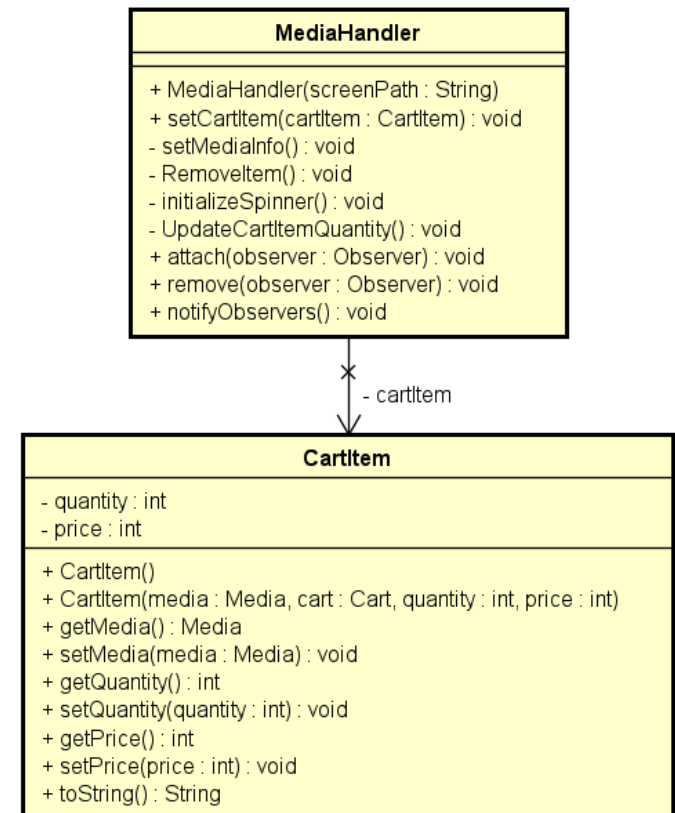 MediaHandler
+ MediaHandler(screenPath : String)
+ setCartItem(cartItem : CartItem) : void
- setMediaInfo() : void
- RemoveItem() : void
- initializeSpinner() : void
- UpdateCartItemQuantity() : void
+ attach(observer : Observer) : void
+ remove(observer : Observer) : void
+ notifyObservers() : void
- cartItem
CartItem
- quantity : int
- price : int
+ CartItem()
+ CartItem(media : Media, cart : Cart, quantity : int, price : int)
+ getMedia() : Media
+ setMedia(media : Media) : void
+ getQuantity() : int
+ setQuantity(quantity : int) : void
+ getPrice() : int
+ setPrice(price : int) : void
+ toString() : String